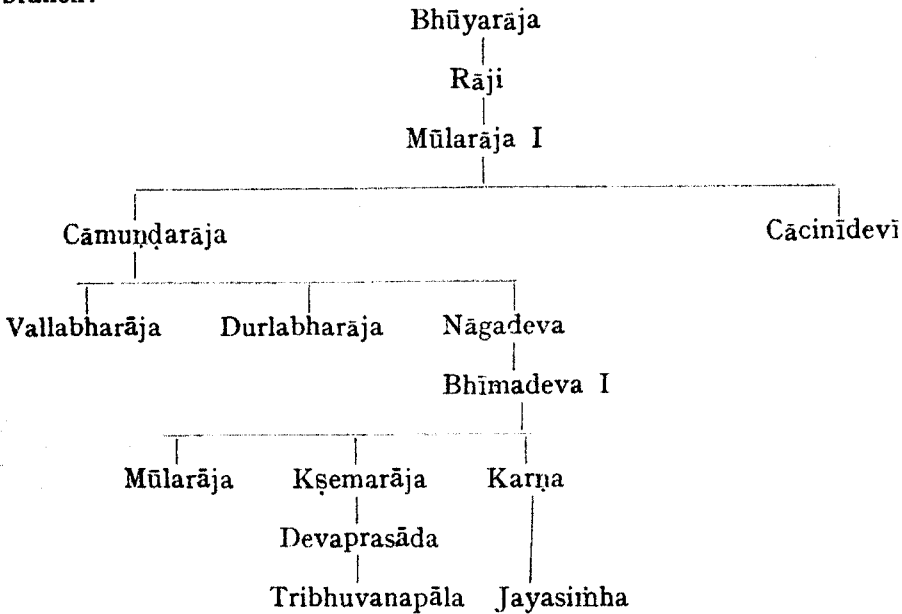 Bhūyarāja
Rāji
Mūlarāja I
Cāmuṇḍarāja Cācinīdevī
Vallabharāja Durlabharāja Nāgadeva
Bhīmadeva I
Mūlarāja Kṣemarāja Karṇa
Devaprasāda
Tribhuvanapāla Jayasiṁha